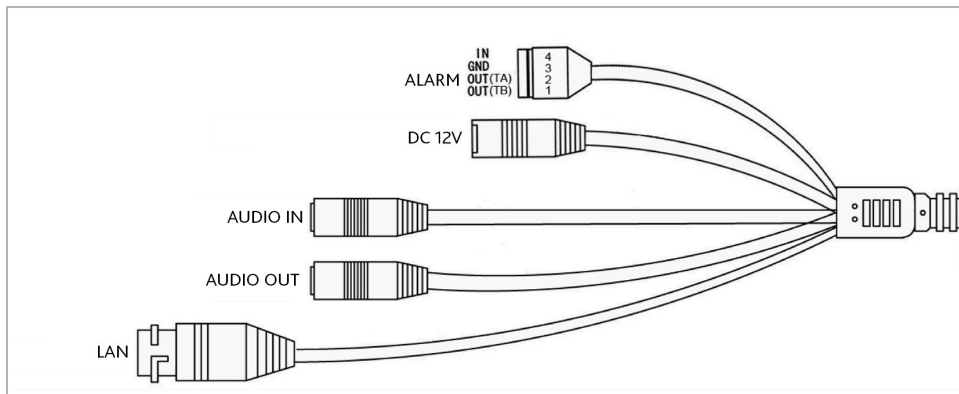 IN 4
GND 3
ALARM OUT(TA) 2
OUT(TB) 1
DC 12V
AUDIO IN
AUDIO OUT
LAN